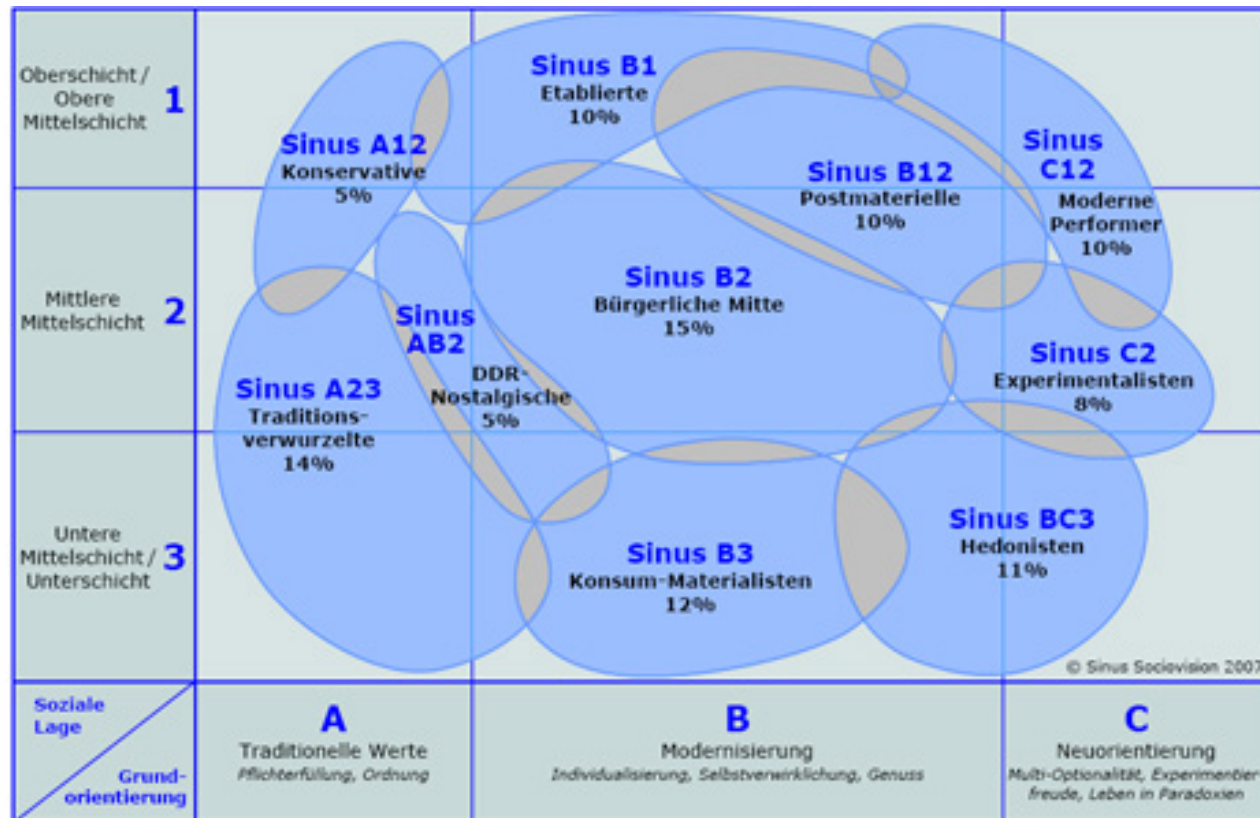 Oberschicht /
Obere
Mittelschicht
1
Mittlere
Mittelschicht
2
Untere
Mittelschicht /
Unterschicht
3
Sinus A12
Konservative
5%
Sinus B1
Etablierte
10%
Sinus B12
Postmaterielle
10%
Sinus
C12
Moderne
Performer
10%
Sinus A23
Traditions-
verwurzelte
14%
Sinus
AB2
DDR-
Nostalgische
5%
Sinus B2
Bürgerliche Mitte
15%
Sinus C2
Experimentalisten
8%
Sinus B3
Konsum-Materialisten
12%
Sinus BC3
Hedonisten
11%
© Sinus Sociovision 2007
Soziale
Lage
Grund-
orientierung
A
Traditionelle Werte
Pflichterfüllung, Ordnung
B
Modernisierung
Individualisierung, Selbstverwirklichung, Genuss
C
Neuorientierung
Multi-Optionalität, Experimentier
freude, Leben in Paradoxien